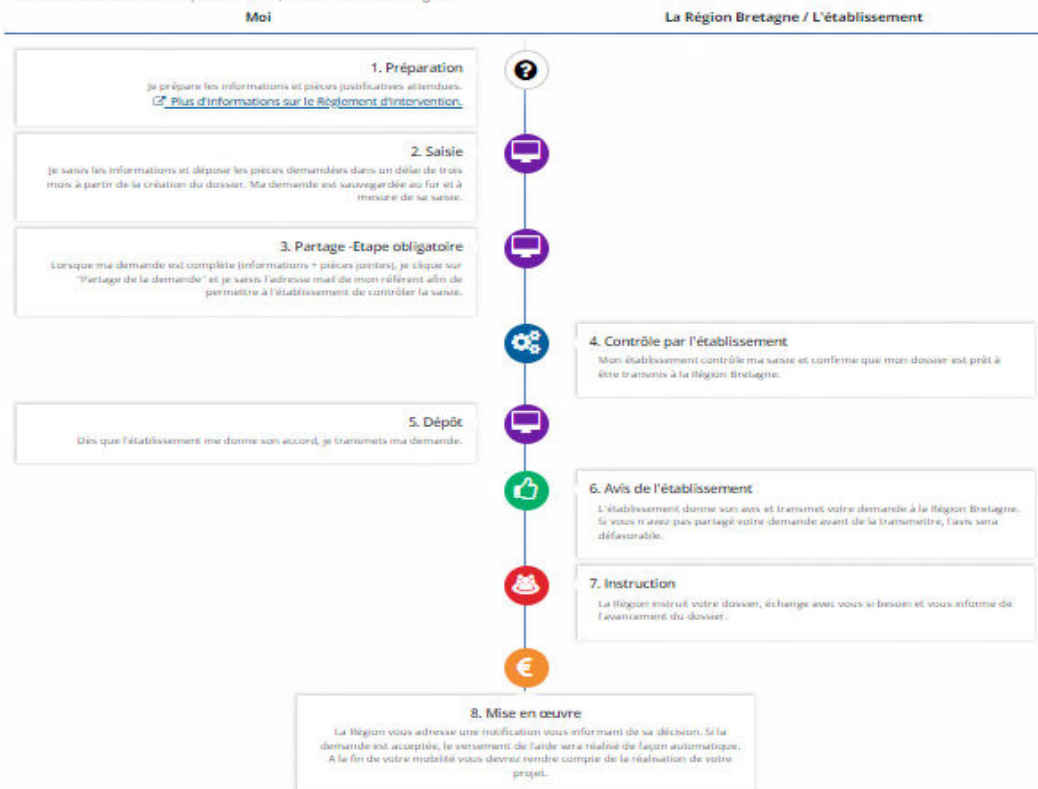 Moi
La Région Bretagne / L'établissement
1. Préparation
Je prépare les informations et pièces justificatives attendues.
Plus d'informations sur le Règlement d'intervention.
2. Saisie
Je saisis les informations et dépose les pièces demandées dans un délai de trois
mois à partir de la création du dossier. Ma demande est sauvegardée au fur et à
mesure de sa saisie.
3. Partage -Etape obligatoire
Lorsque ma demande est complète (informations + pièces jointes), je clique sur
"Partage de la demande" et je saisis l'adresse mail de mon référent afin de
permettre à l'établissement de contrôler la saisie.
4. Contrôle par l'établissement
Mon établissement contrôle ma saisie et confirme que mon dossier est prêt à
être transmis à la Région Bretagne.
5. Dépôt
Dès que l'établissement me donne son accord, je transmets ma demande.
6. Avis de l'établissement
L'établissement donne son avis et transmet votre demande à la Région Bretagne.
Si vous n'avez pas partagé votre demande avant de la transmettre, l'avis sera
défavorable.
7. Instruction
La Région instruit votre dossier, échange avec vous si besoin et vous informe de
l'avancement du dossier.
€
8. Mise en œuvre
La Région vous adresse une notification vous informant de sa décision. Si la
demande est acceptée, le versement de l'aide sera réalisé de façon automatique.
A la fin de votre mobilité vous devrez rendre compte de la réalisation de votre
projet.